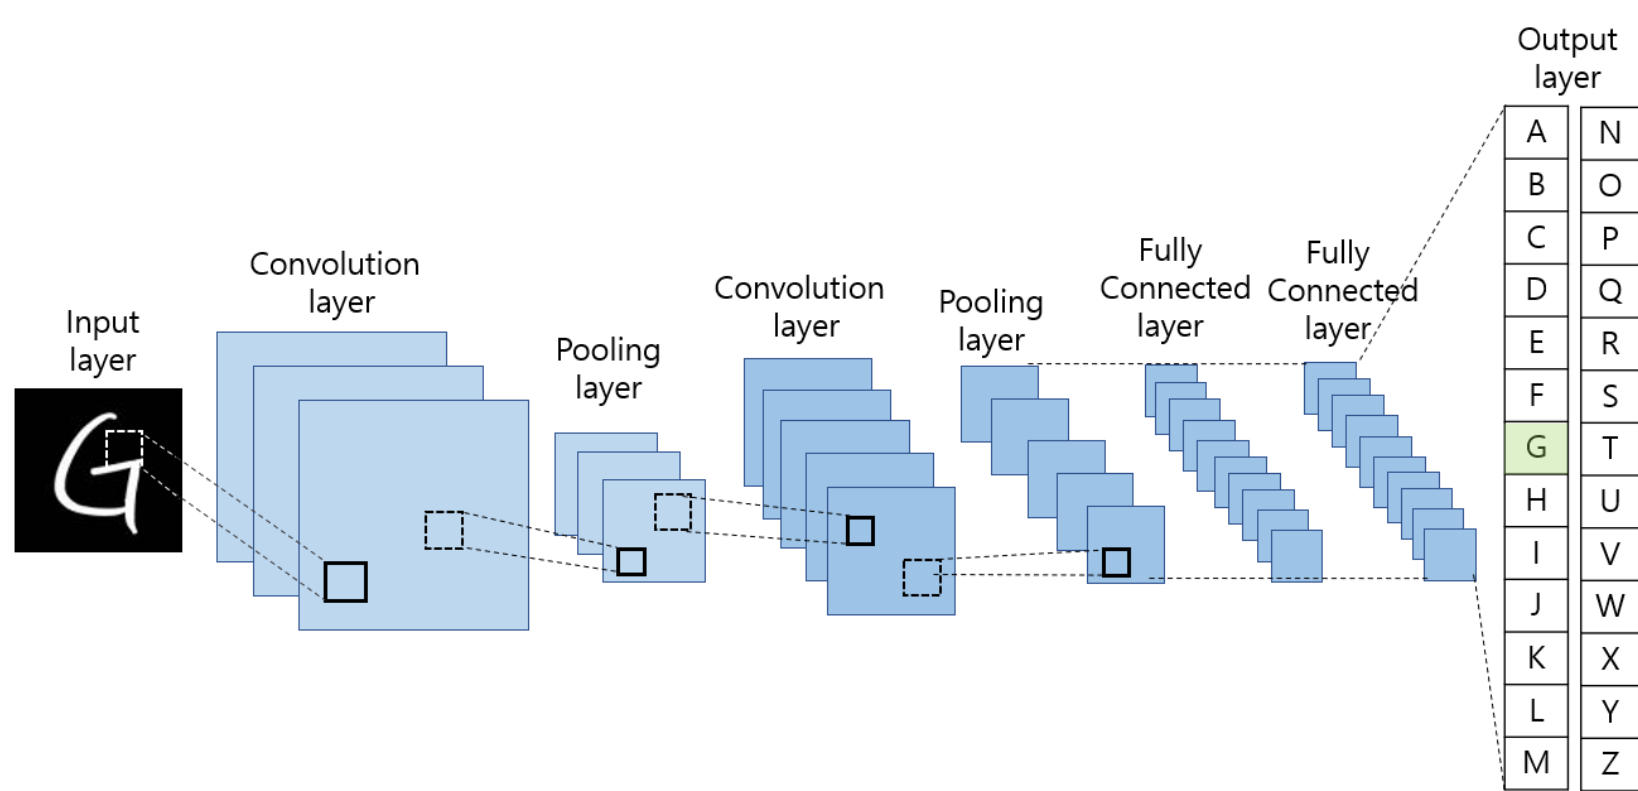 Input
layer
G
Convolution
layer
Pooling
layer
Convolution
layer
Pooling
layer
Fully
Connected
layer
Fully
Connected
layer
Output
layer
A N
B O
C P
D Q
E R
F S
G T
H U
I V
J W
K X
L Y
M Z